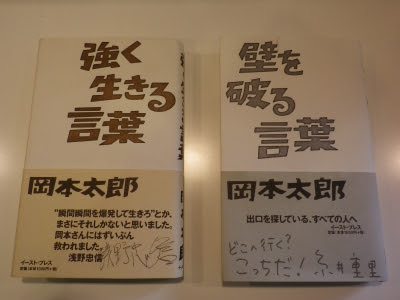 強く
生きる
言葉
岡本太郎
“瞬間瞬間を爆発して生きろ”とか、
まさにそれしかないと思いました。
岡本さんにはずいぶん
救われました。
浅野忠信
イースト・プレス
壁を
破る
言葉
岡本太郎
出口を探している、すべての人へ
イースト・プレス
どこへ行く?
こっちだ! 糸井重里